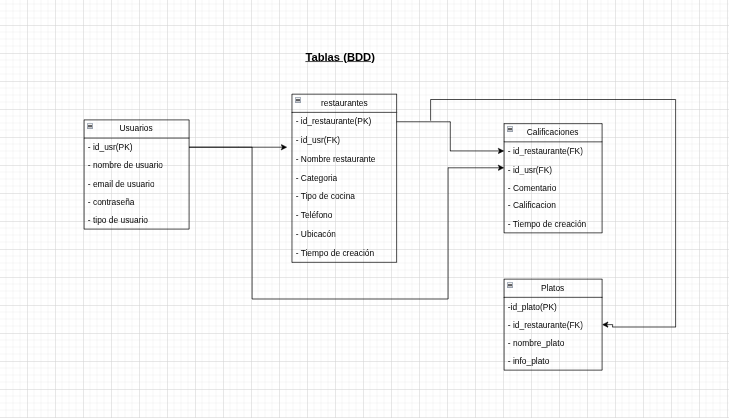 Tablas (BDD)
Usuarios
- id_usr(PK)
- nombre de usuario
- email de usuario
- contraseña
- tipo de usuario
restaurantes
- id_restaurante(PK)
- id_usr(FK)
- Nombre restaurante
- Categoria
- Tipo de cocina
- Teléfono
- Ubicacón
- Tiempo de creación
Calificaciones
- id_restaurante(FK)
- id_usr(FK)
- Comentario
- Calificacion
- Tiempo de creación
Platos
-id_plato(PK)
- id_restaurante(FK)
- nombre_plato
- info_plato